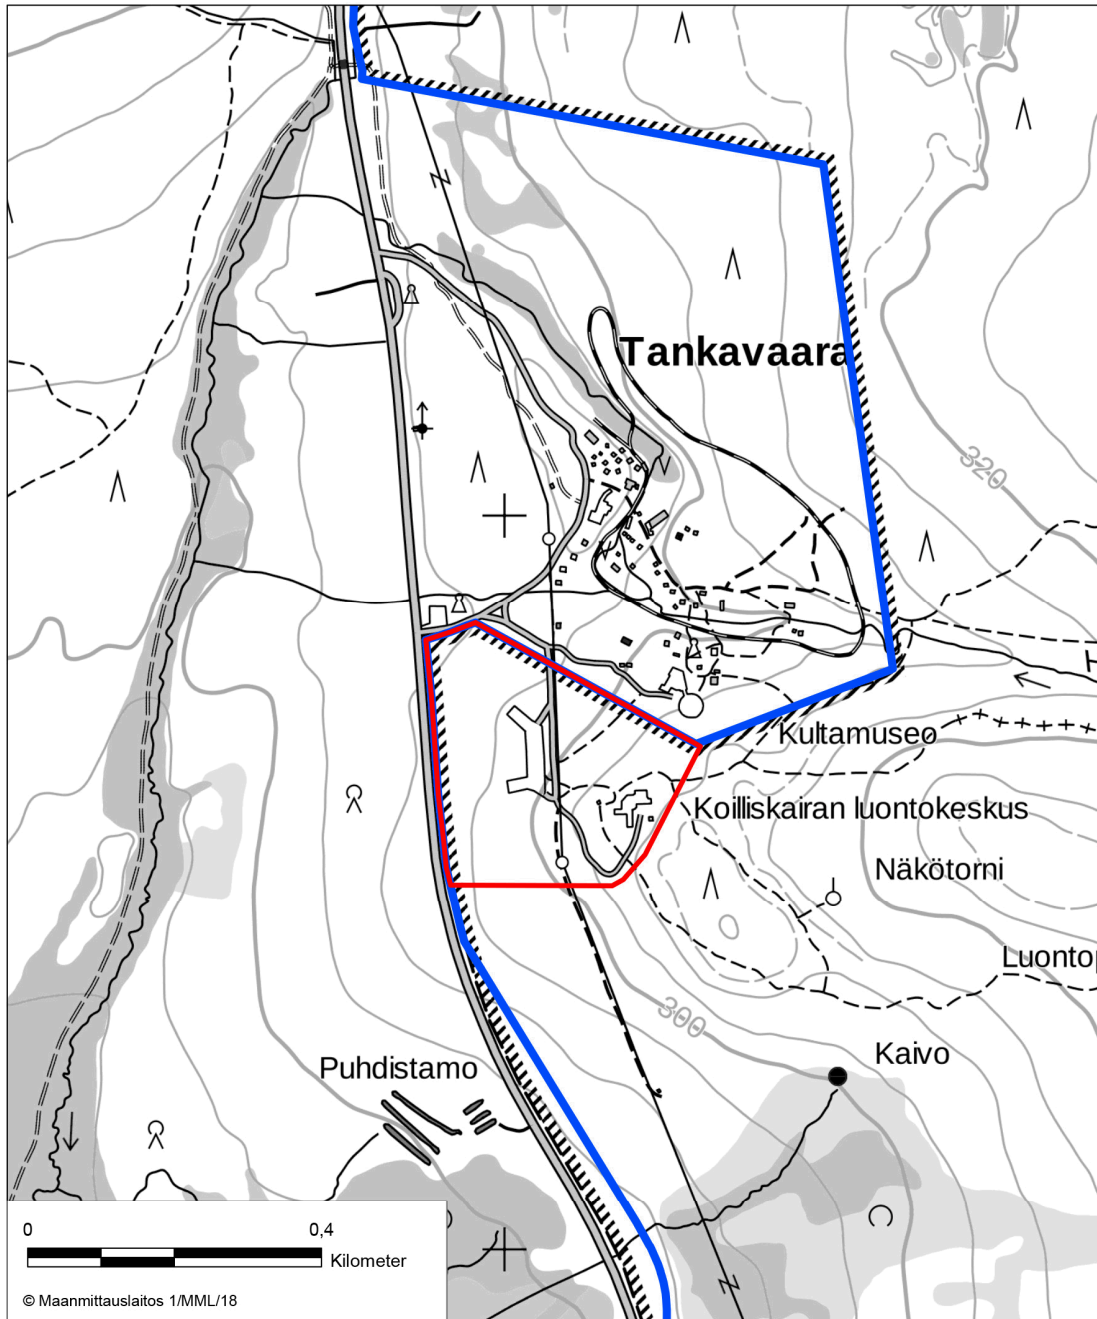 Tankavaara
320
Kultamuseo
Koilliskairan luontokeskus
Näkötorni
Luontop
300
Kaivo
Puhdistamo
0 0,4
Kilometer
© Maanmittauslaitos 1/MML/18